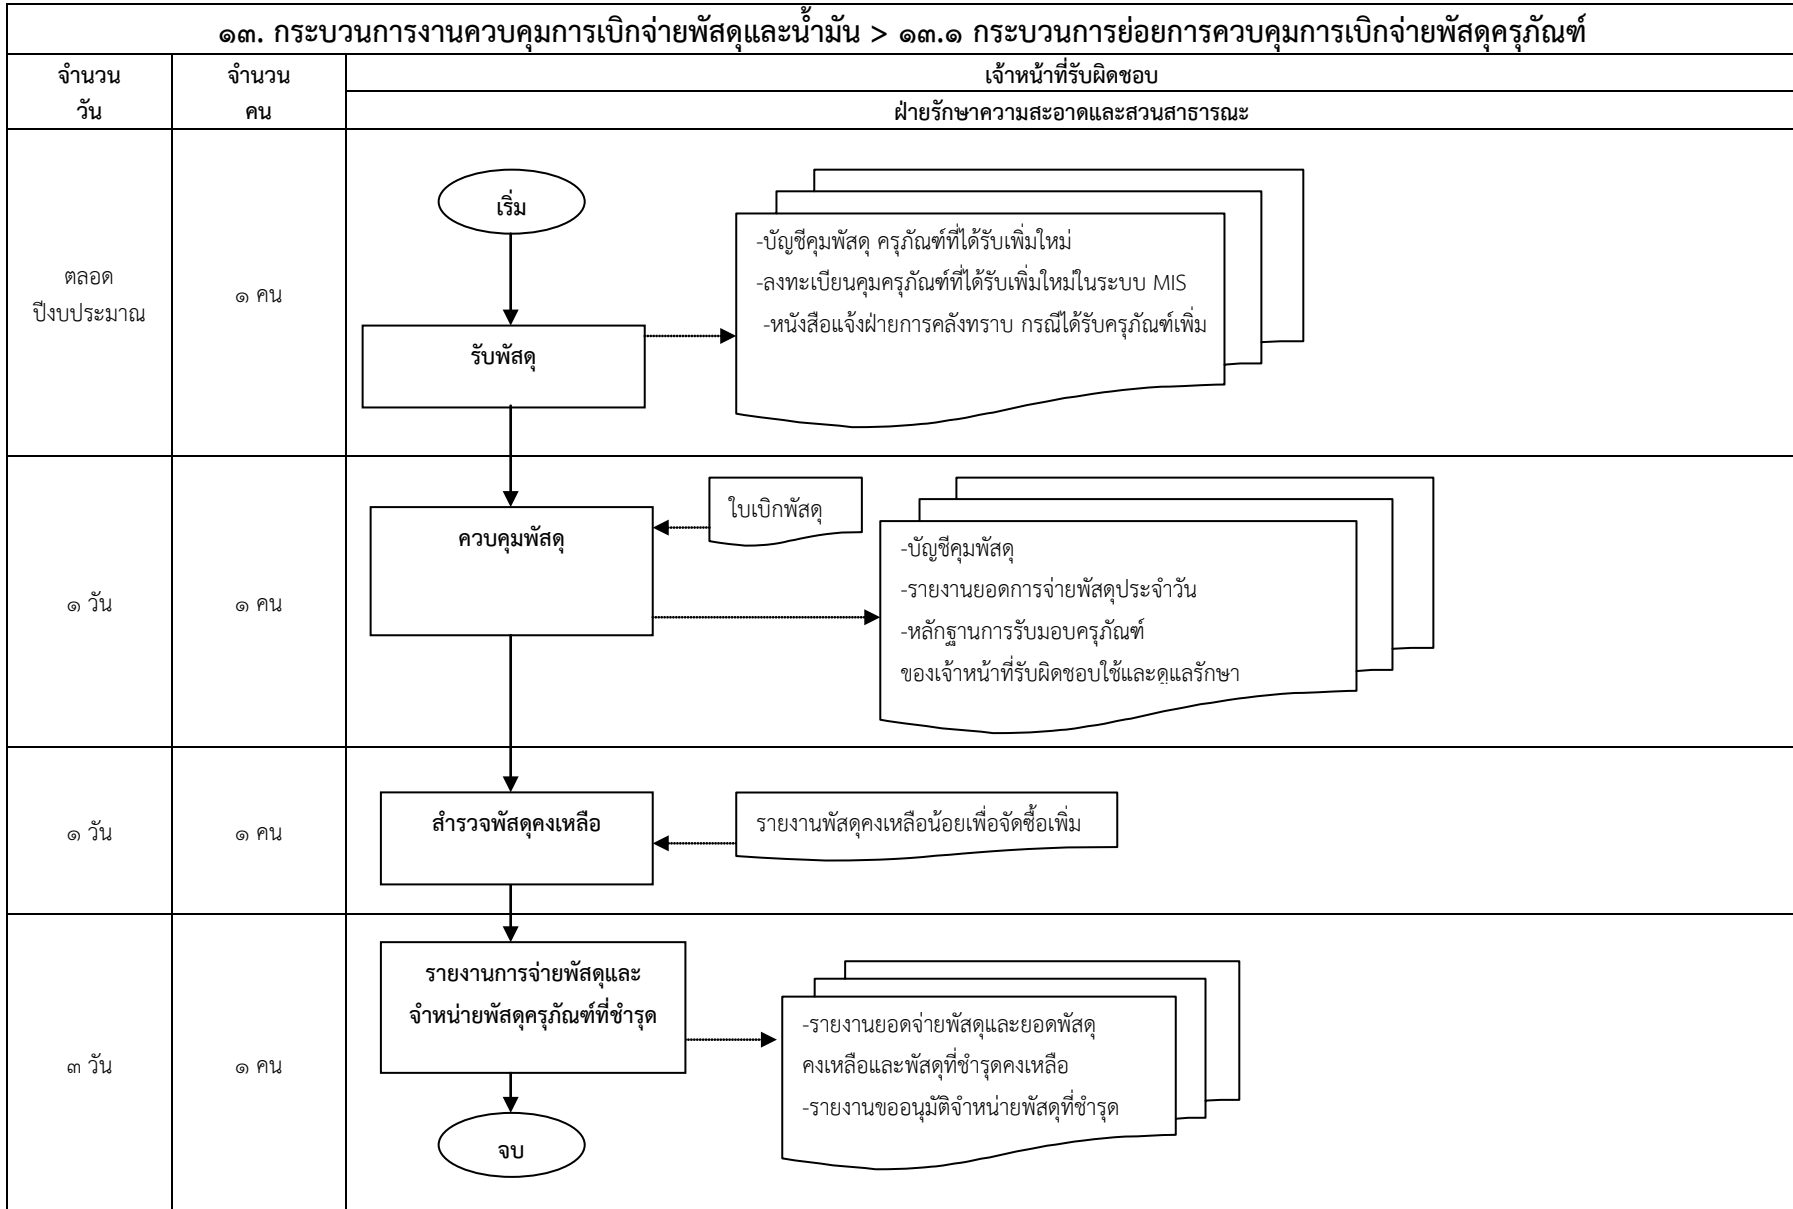 ๑๓. กระบวนการงานควบคุมการเบิกจ่ายพัสดุและน้ำมัน > ๑๓.๑ กระบวนการย่อยการควบคุมการเบิกจ่ายพัสดุครุภัณฑ์
จำนวน
วัน
จำนวน
คน
เจ้าหน้าที่รับผิดชอบ
ฝ่ายรักษาความสะอาดและสวนสาธารณะ
ตลอด
ปีงบประมาณ
๑ คน
เริ่ม
รับพัสดุ
-บัญชีคุมพัสดุ ครุภัณฑ์ที่ได้รับเพิ่มใหม่
-ลงทะเบียนคุมครุภัณฑ์ที่ได้รับเพิ่มใหม่ในระบบ MIS
-หนังสือแจ้งฝ่ายการคลังทราบ กรณีได้รับครุภัณฑ์เพิ่ม
๑ วัน
๑ คน
ควบคุมพัสดุ
ใบเบิกพัสดุ
-บัญชีคุมพัสดุ
-รายงานยอดการจ่ายพัสดุประจำวัน
-หลักฐานการรับมอบครุภัณฑ์
ของเจ้าหน้าที่รับผิดชอบใช้และดูแลรักษา
๑ วัน
๑ คน
สำรวจพัสดุคงเหลือ
รายงานพัสดุคงเหลือน้อยเพื่อจัดซื้อเพิ่ม
๓ วัน
๑ คน
รายงานการจ่ายพัสดุและ
จำหน่ายพัสดุครุภัณฑ์ที่ชำรุด
-รายงานยอดจ่ายพัสดุและยอดพัสดุ
คงเหลือและพัสดุที่ชำรุดคงเหลือ
-รายงานขออนุมัติจำหน่ายพัสดุที่ชำรุด
จบ